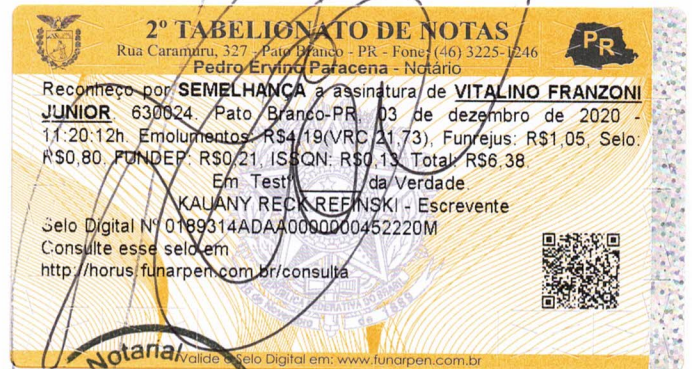 2º TABELIONATO DE NOTAS
Rua Caramuru, 327 - Pato Branco - PR - Fone: (46) 3225-1246
Pedro Ervino Paracena - Notário
PR
Reconheço por SEMELHANÇA a assinatura de VITALINO FRANZONI
JUNIOR 630024. Pato Branco-PR, 03 de dezembro de 2020 -
11:20:12h. Emolumentos: R$4,19(VRC 21,73), Funrejus: R$1,05, Selo:
R$0,80. FUNDEP: R$0,21, ISSQN: R$0,13. Total: R$6,38.
Em Testº da Verdade.
KAUANY RECK REFINSKI - Escrevente
Selo Digital Nº 0189314ADAA0000000452220M
Consulte esse selo em
http://horus.funarpen.com.br/consulta
Notarial
Valide o Selo Digital em: www.funarpen.com.br